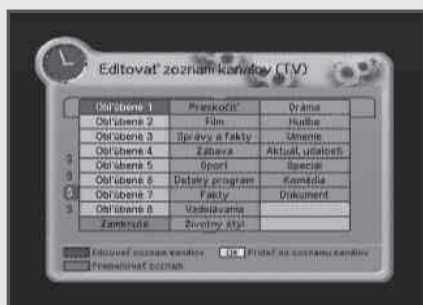 Editovať zoznam kanálov (TV)
Obľúbené 1 Preskočiť Dráma
Obľúbené 2 Film Hudba
Obľúbené 3 Správy a fakty Umenie
Obľúbené 4 Zábava Aktuál. udalosti
Obľúbené 5 Šport Špeciál
Obľúbené 6 Detský program Komédia
Obľúbené 7 Fakty Dokument
Obľúbené 8 Vzdelávanie
Zamknuté Životný štýl
Editovať zoznam kanálov OK Pridať do zoznamu kanálov
Premenovať zoznam